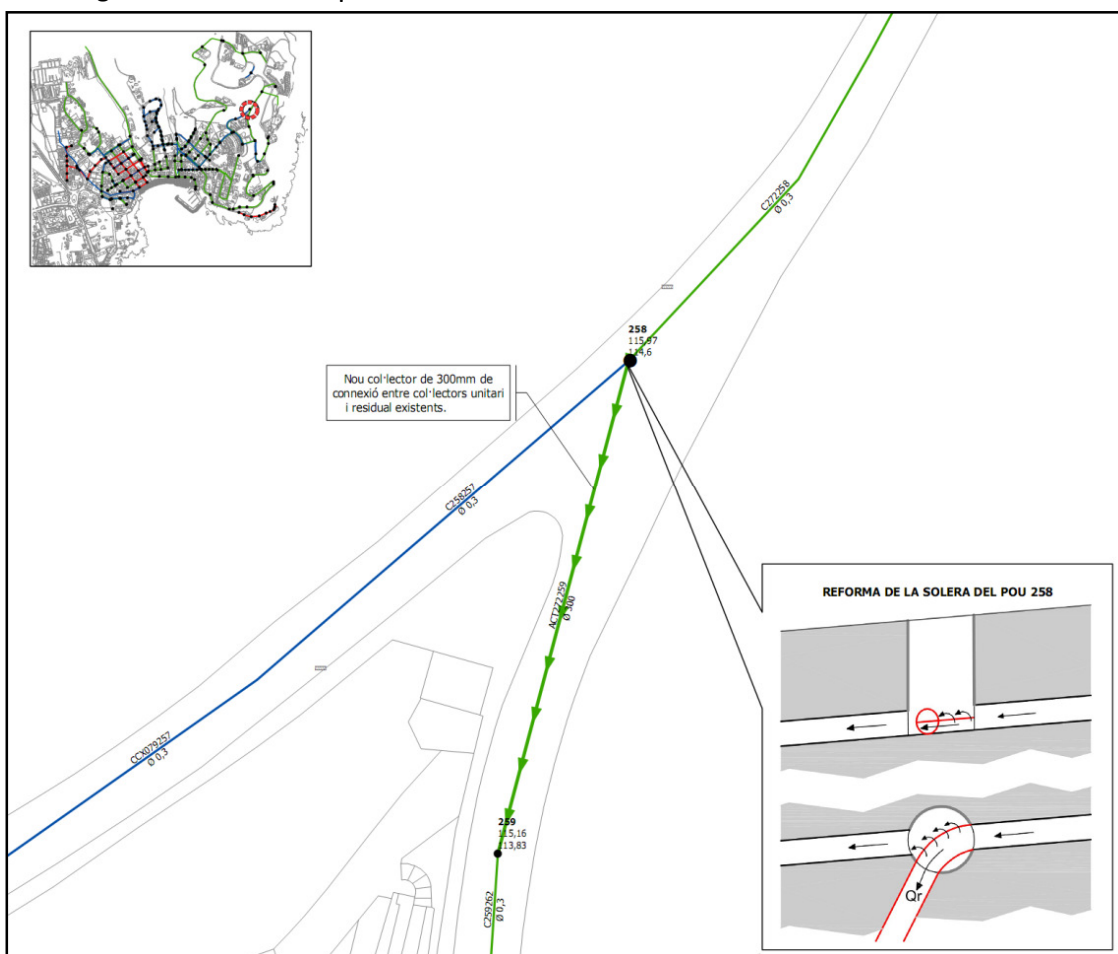 C272258
Ø 0,3
258
115,97
114,6
Nou col·lector de 300mm de
connexió entre col·lectors unitari
i residual existents.
C258257
Ø 0,3
ACT272259
Ø 300
REFORMA DE LA SOLERA DEL POU 258
CCX079257
Ø 0,3
259
115,16
113,83
C259262
Ø 0,3
Qr